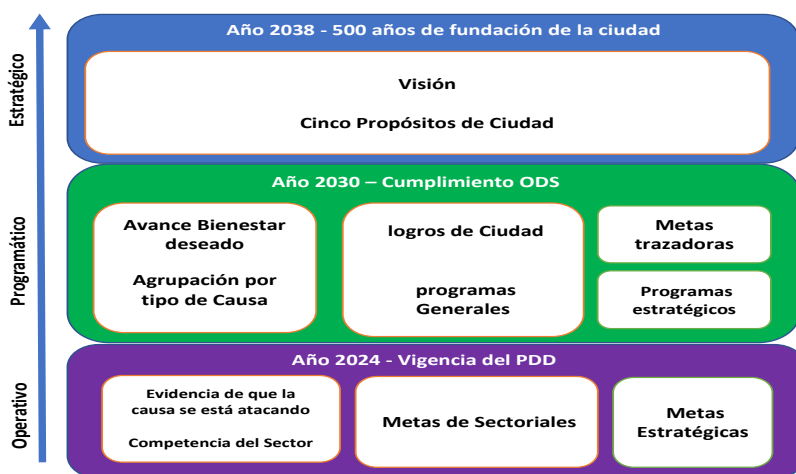 Estratégico
Año 2038 - 500 años de fundación de la ciudad
Visión
Cinco Propósitos de Ciudad
Programático
Año 2030 – Cumplimiento ODS
Avance Bienestar
deseado
Agrupación por
tipo de Causa
logros de Ciudad
programas
Generales
Metas
trazadoras
Programas
estratégicos
Operativo
Año 2024 - Vigencia del PDD
Evidencia de que la
causa se está atacando
Competencia del Sector
Metas de Sectoriales
Metas
Estratégicas